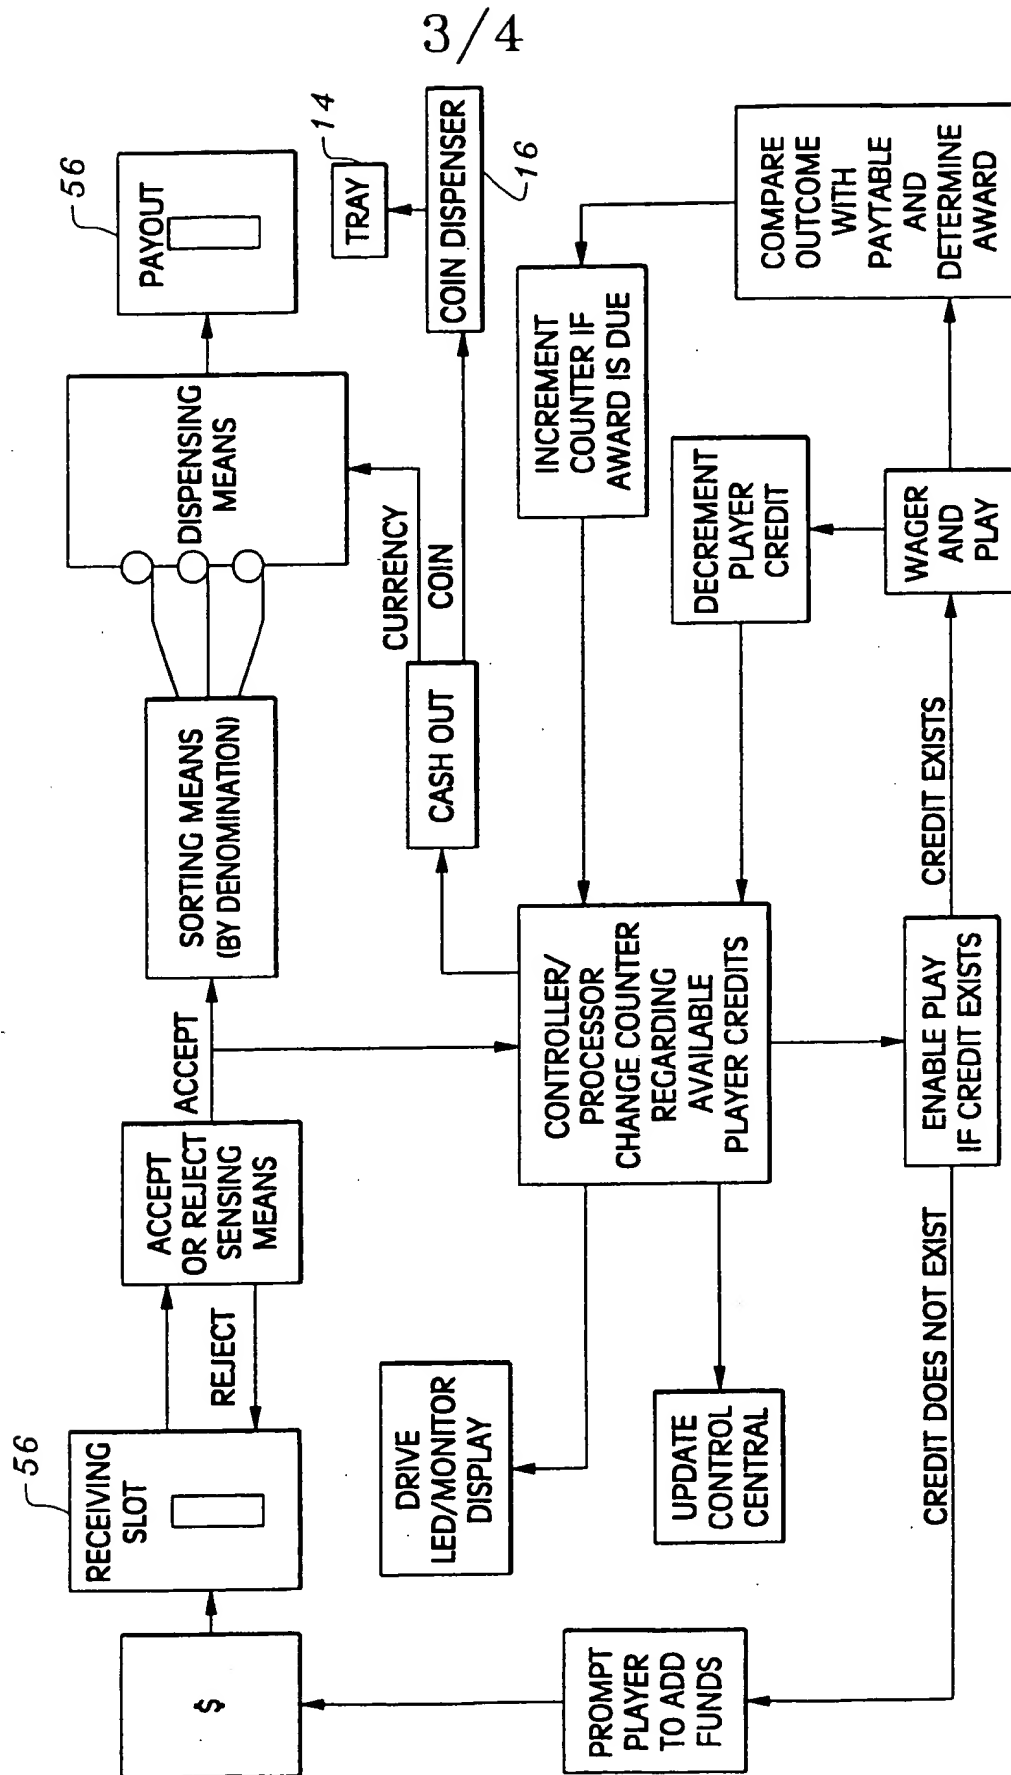 3/4
$
56
RECEIVING
SLOT
REJECT
ACCEPT
OR REJECT
SENSING
MEANS
ACCEPT
SORTING MEANS
(BY DENOMINATION)
DISPENSING
MEANS
56
PAYOUT
14
TRAY
COIN DISPENSER
16
CURRENCY
COIN
CASH OUT
DRIVE
LED/MONITOR
DISPLAY
UPDATE
CONTROL
CENTRAL
CONTROLLER/
PROCESSOR
CHANGE COUNTER
REGARDING
AVAILABLE
PLAYER CREDITS
INCREMENT
COUNTER IF
AWARD IS DUE
DECREMENT
PLAYER
CREDIT
PROMPT
PLAYER
TO ADD
FUNDS
CREDIT DOES NOT EXIST
ENABLE PLAY
IF CREDIT EXISTS
CREDIT EXISTS
WAGER
AND
PLAY
COMPARE
OUTCOME
WITH
PAYTABLE
AND
DETERMINE
AWARD